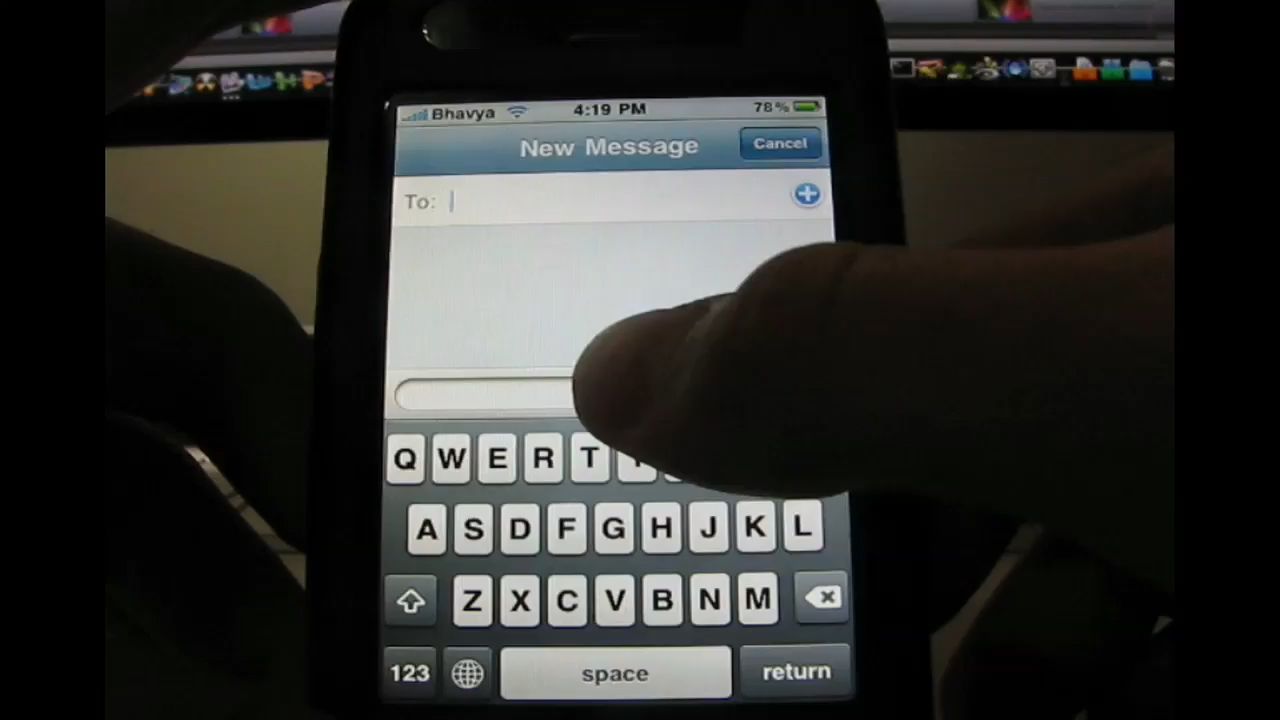 Bhavya 4:19 PM 78%
New Message Cancel
To:
Q W E R T
A S D F G H J K L
Z X C V B N M
123 space return